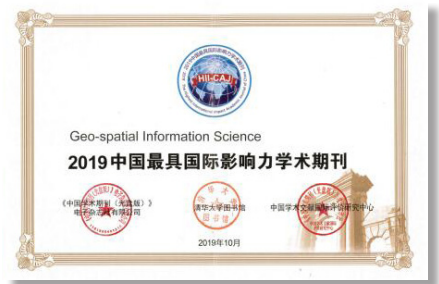 HII-CAJ
Geo-spatial Information Science
2019中国最具国际影响力学术期刊
《中国学术期刊（光盘版）》 清华大学图书馆 中国学术文献国际评价研究中心
电子杂志社有限公司
2019年10月